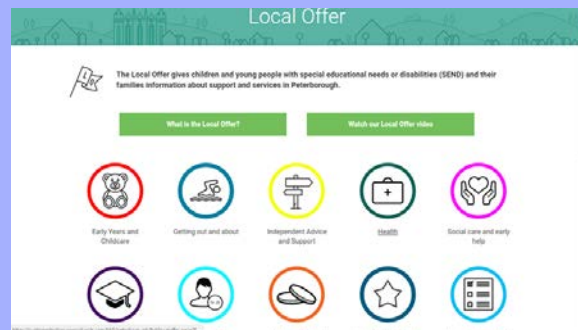 Local Offer
The Local Offer gives children and young people with special educational needs or disabilities (SEND) and their
families information about support and services in Peterborough.
What is the Local Offer?
Watch our Local Offer video
Early Years and
Childcare
Getting out and about
Independent Advice
and Support
Health
Social care and early
help